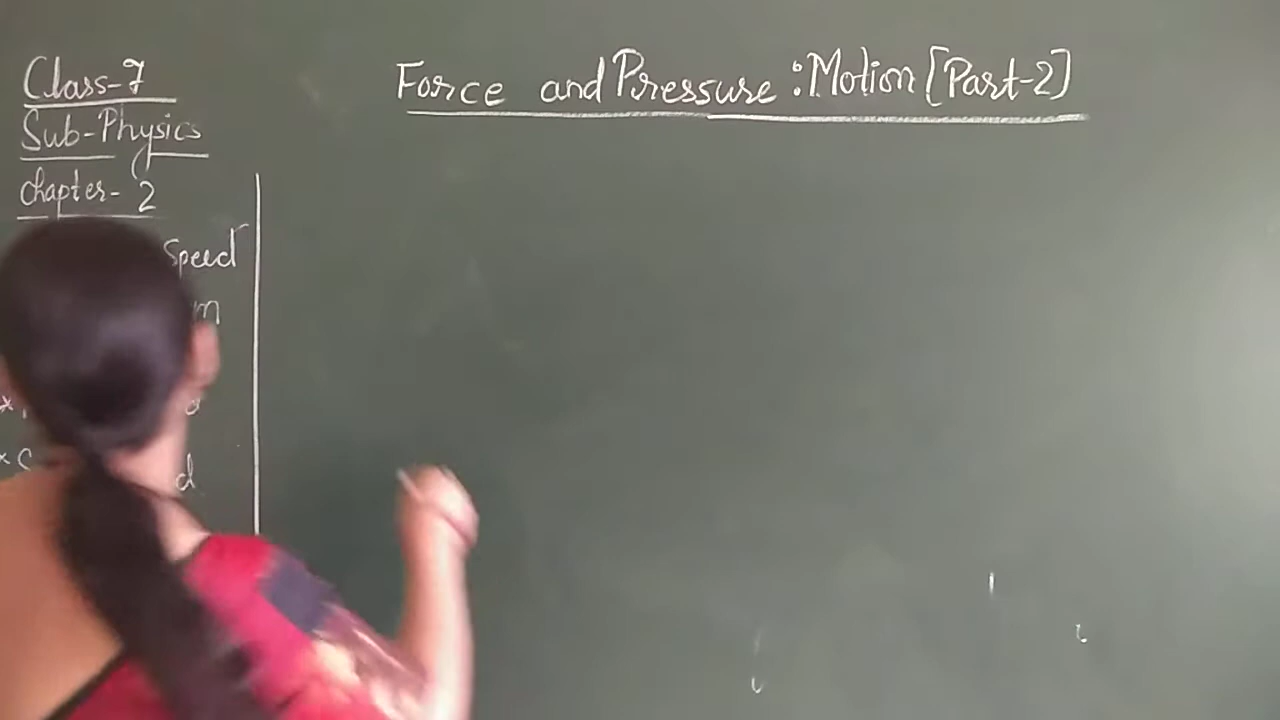 Force and Pressure : Motion [Part-2]
Class-7
Sub-Physics
Chapter- 2
Speed